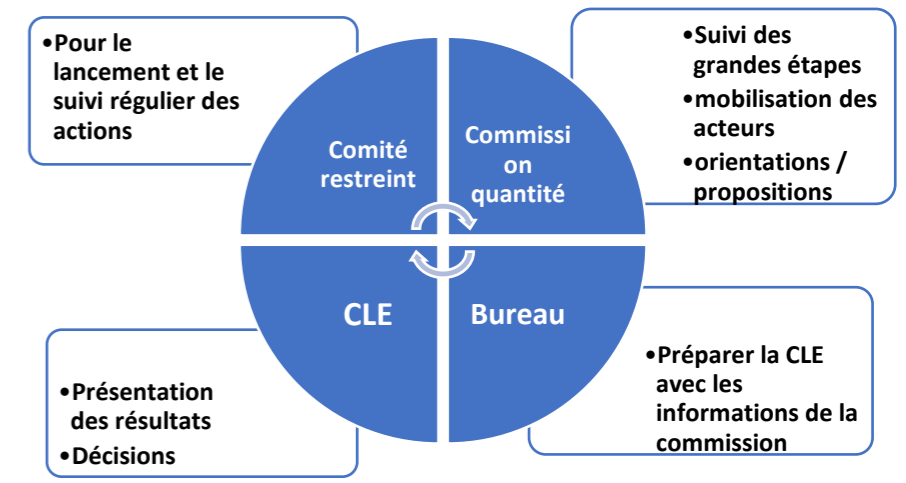 •Pour le
lancement et le
suivi régulier des
actions
Comité
restreint
Commissi
on
quantité
•Suivi des
grandes étapes
•mobilisation des
acteurs
•orientations /
propositions
CLE
Bureau
•Présentation
des résultats
•Décisions
•Préparer la CLE
avec les
informations de la
commission